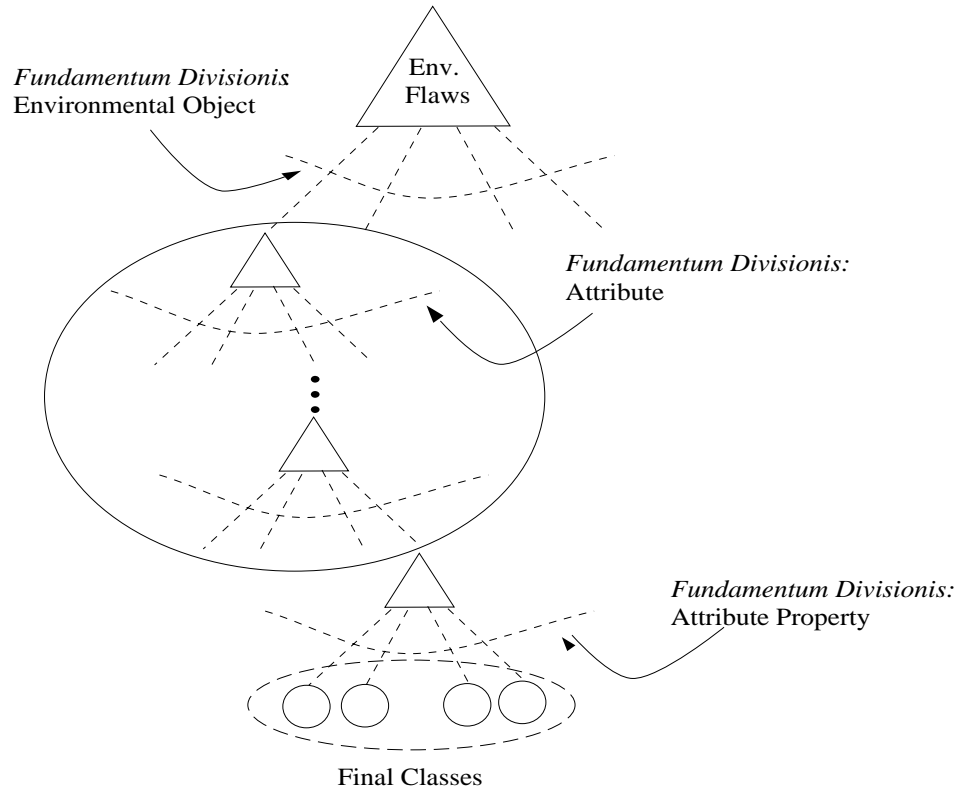 Env.
Flaws
Fundamentum Divisionis:
Environmental Object
Fundamentum Divisionis:
Attribute
Fundamentum Divisionis:
Attribute Property
Final Classes